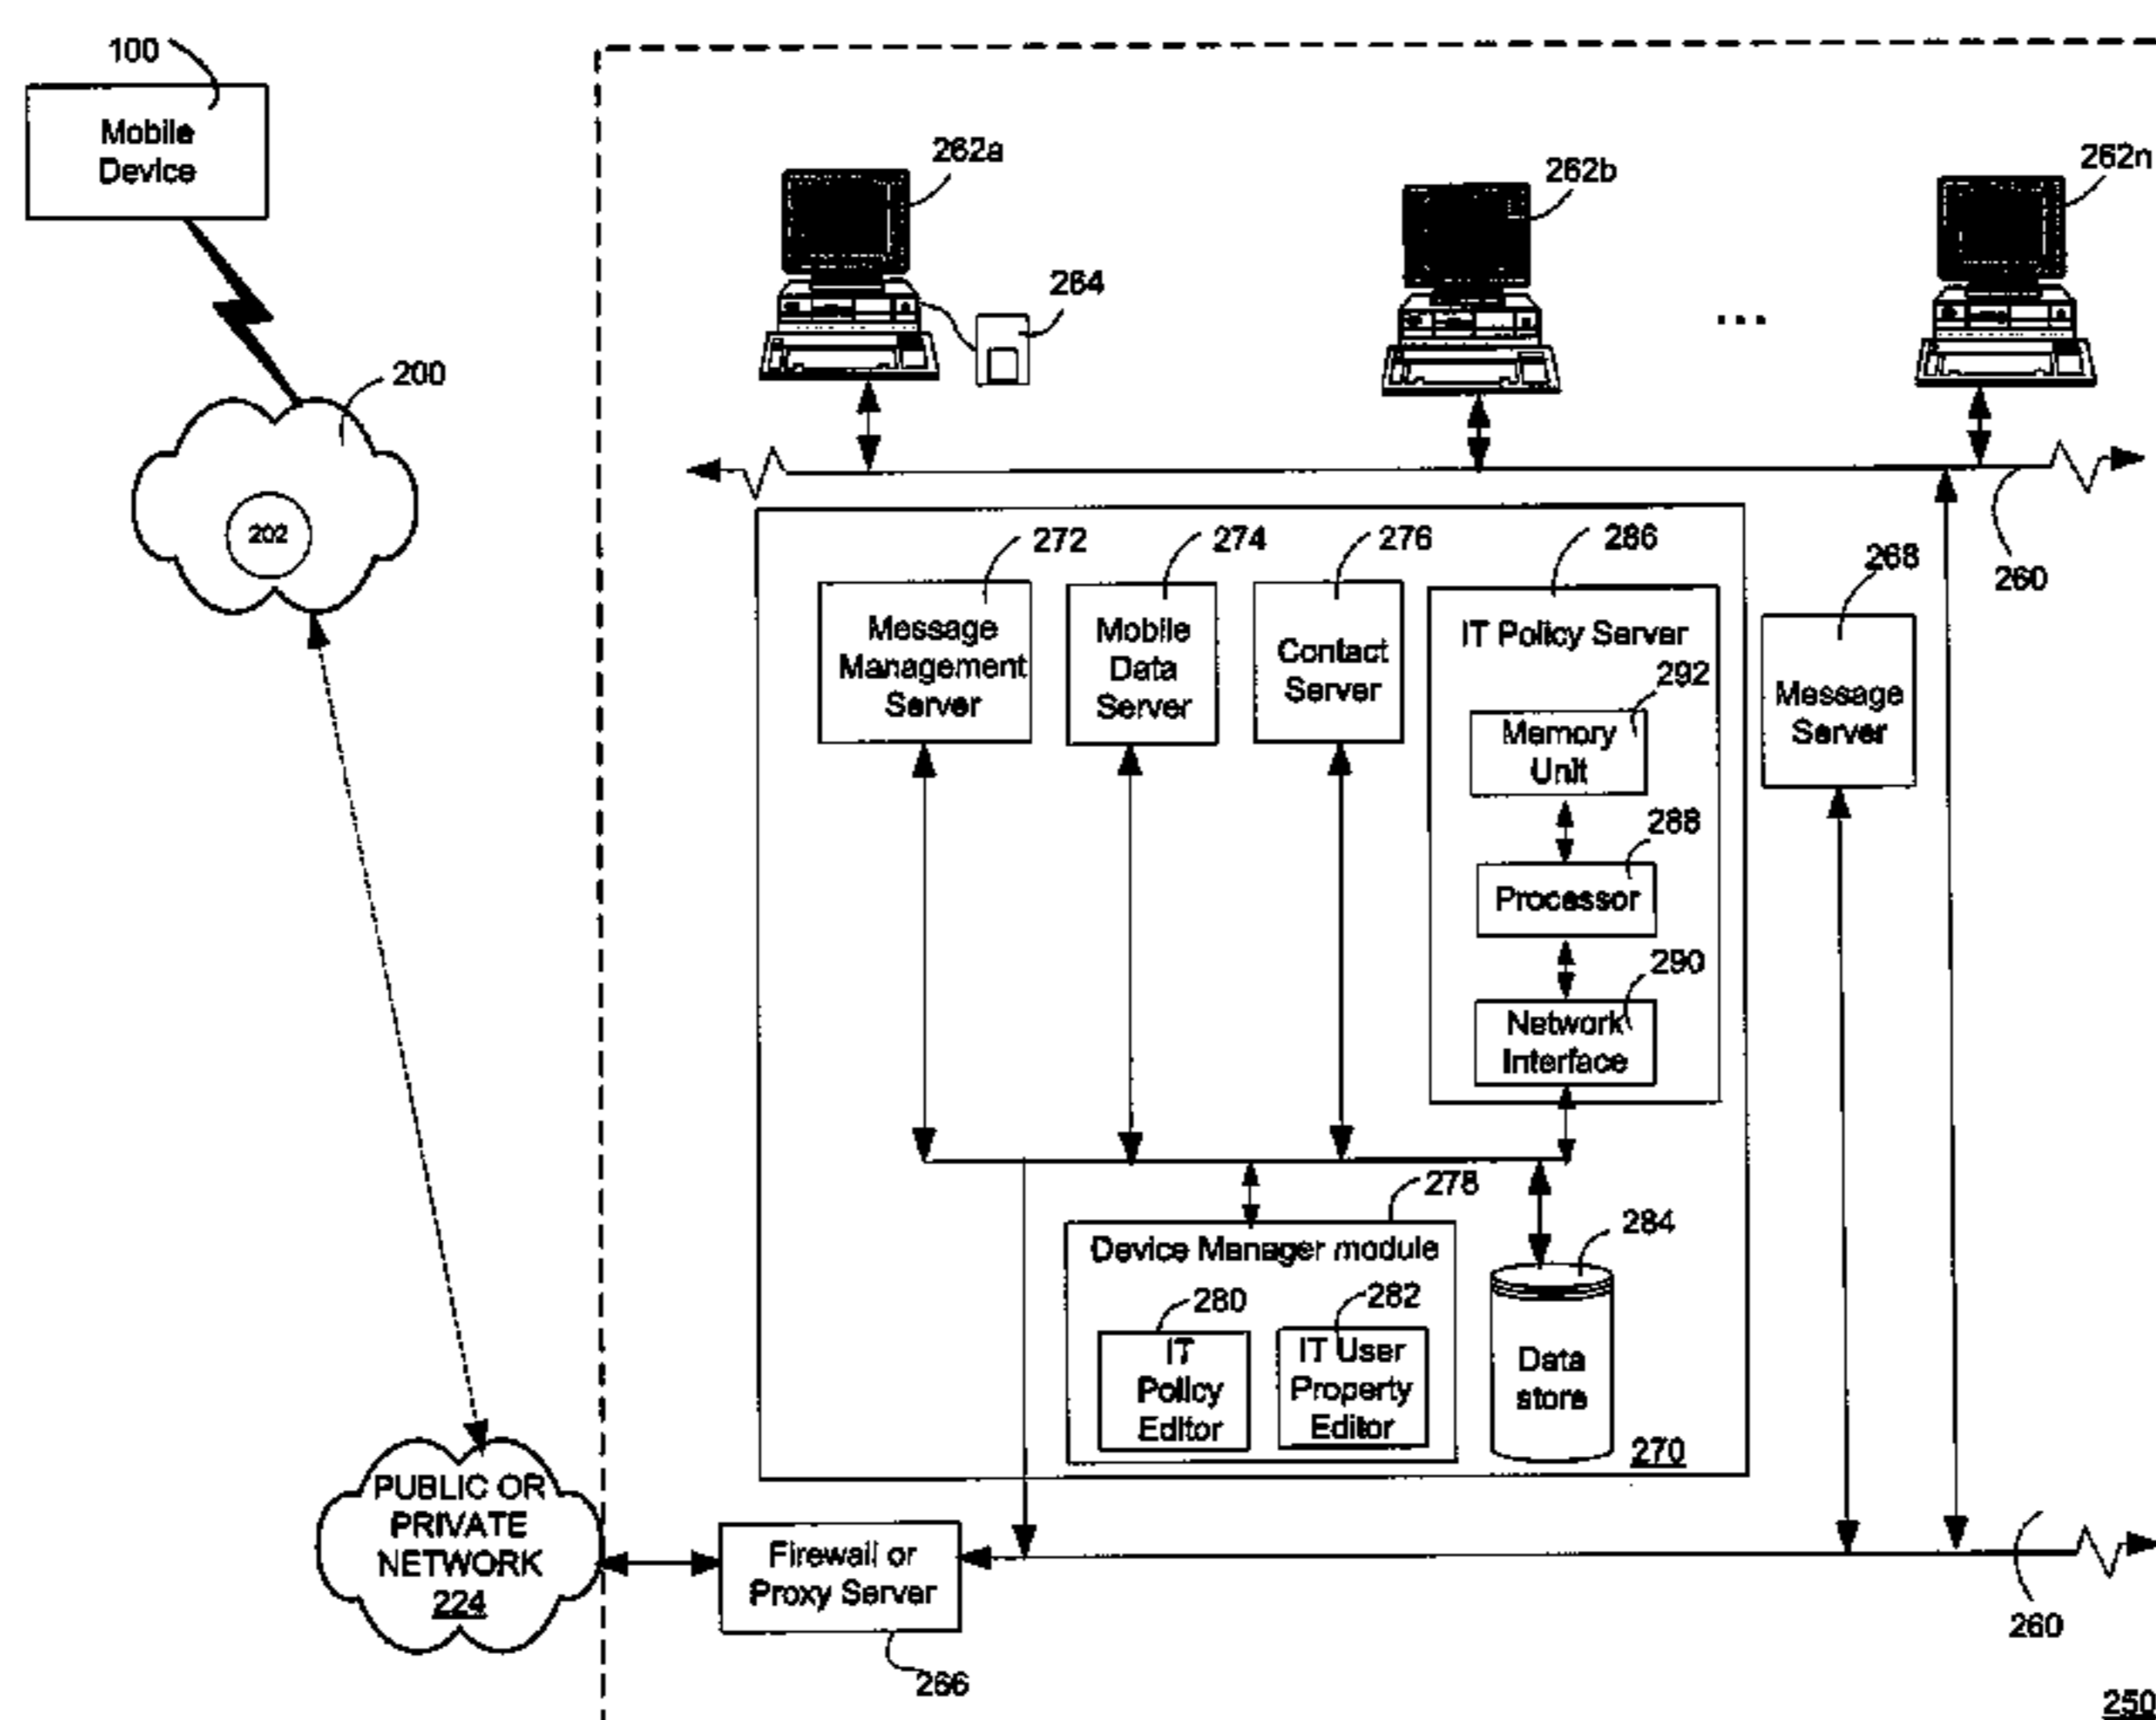 100
Mobile
Device
262a
262b
262n
264
200
202
260
272
274
276
286
268
Message
Management
Server
Mobile
Data
Server
Contact
Server
IT Policy Server
292
Memory
Unit
288
Processor
290
Network
Interface
Message
Server
278
Device Manager module
280
IT
Policy
Editor
282
IT User
Property
Editor
284
Data
store
270
PUBLIC OR
PRIVATE
NETWORK
224
Firewall or
Proxy Server
266
260
250